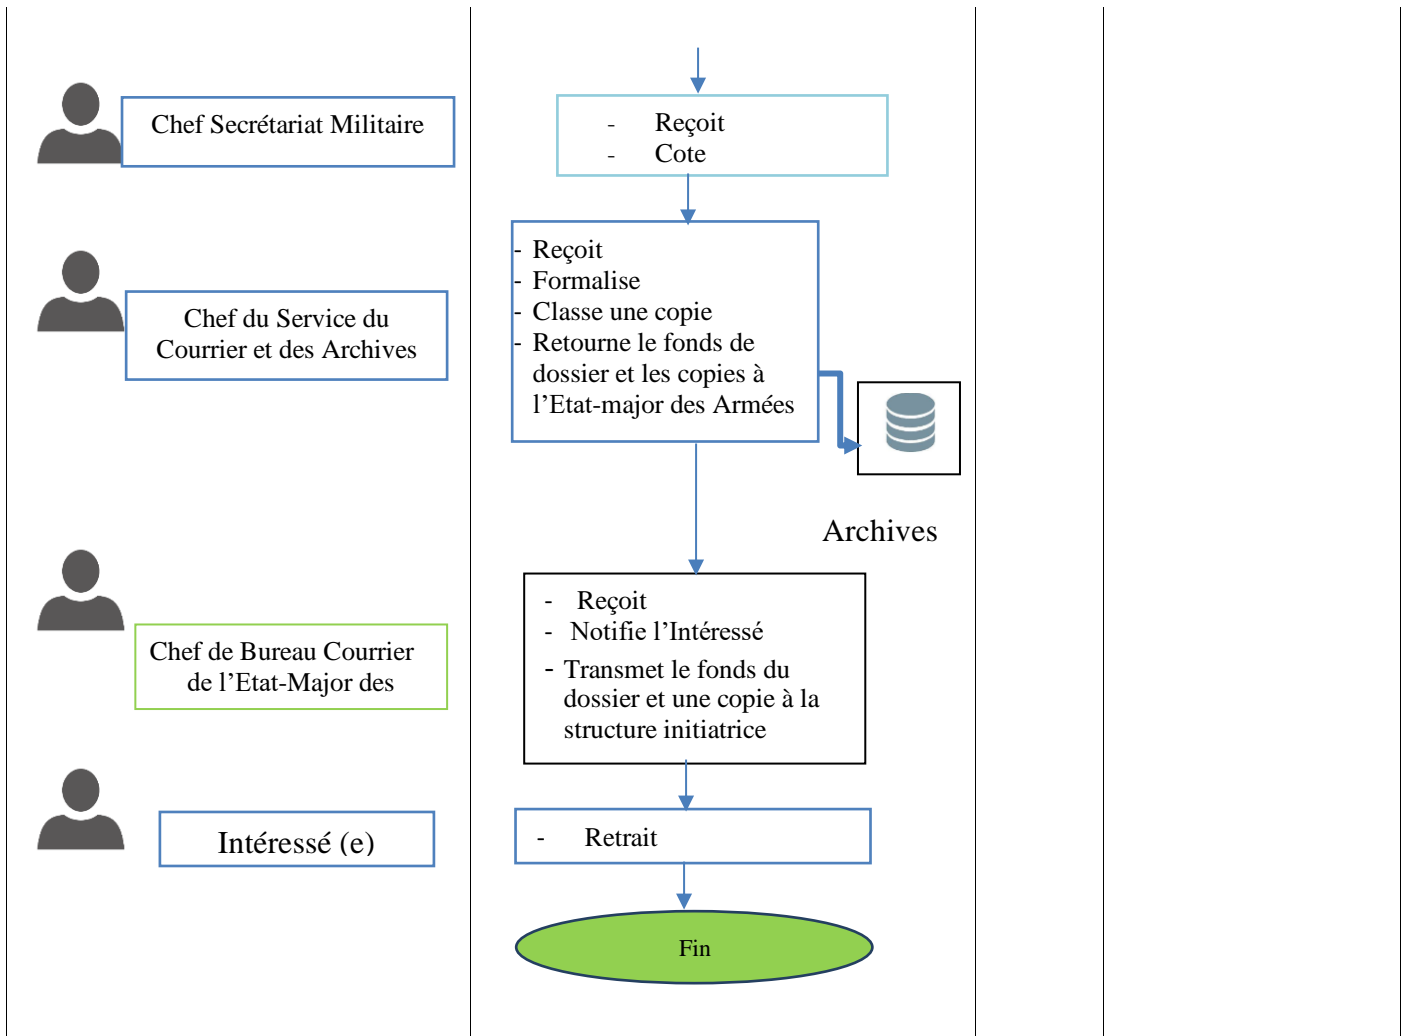 Chef Secrétariat Militaire
- Reçoit
- Cote
Chef du Service du
Courrier et des Archives
- Reçoit
- Formalise
- Classe une copie
- Retourne le fonds de
dossier et les copies à
l’Etat-major des Armées
Archives
Chef de Bureau Courrier
de l’Etat-Major des
- Reçoit
- Notifie l’Intéressé
- Transmet le fonds du
dossier et une copie à la
structure initiatrice
Intéressé (e)
- Retrait
Fin